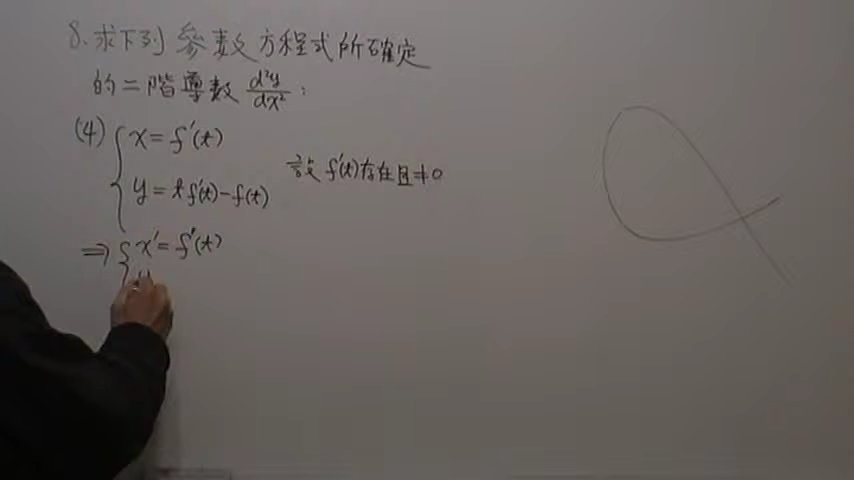 8. 求下列參數方程式所確定
的二階導數 d²y/dx² :
(4) { x = f'(t)
y = t f'(t) - f(t) 設 f''(t) 存在且 ≠ 0
⇒ { x' = f''(t)
y